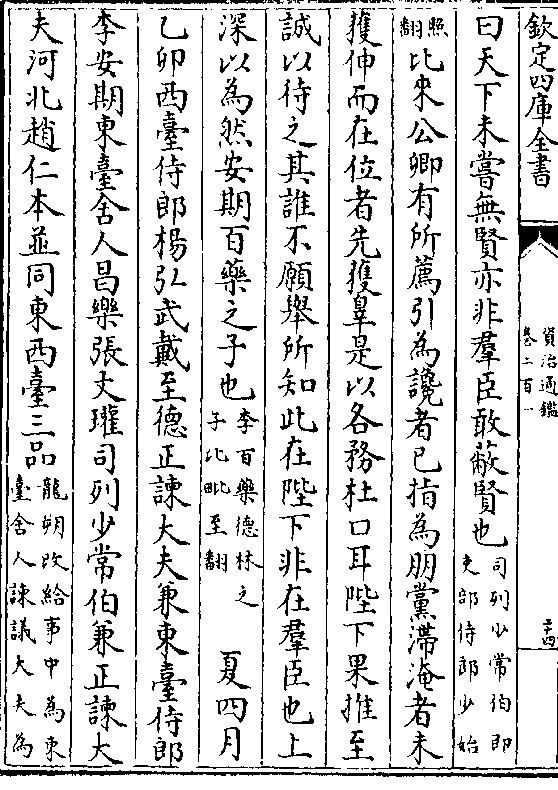 欽定四庫全書
資治通鑑
卷二百一
二十四
曰天下未嘗無賢亦非羣臣敢蔽賢也司列少常伯即吏部侍郎少始
照翻比來公卿有所薦引為讒者已指為朋黨滯淹者未
獲伸而在位者先獲辠是以各務杜口耳陛下果推至
誠以待之其誰不願舉所知此在陛下非在羣臣也上
深以為然安期百藥之子也李百藥德林之子比毗至翻夏四月
乙卯西臺侍郎楊弘武戴至德正諫大夫兼東臺侍郎
李安期東臺舍人昌樂張文瓘司列少常伯兼正諫大
夫河北趙仁本並同東西臺三品龍朔改給事中為東臺舍人諫議大夫為